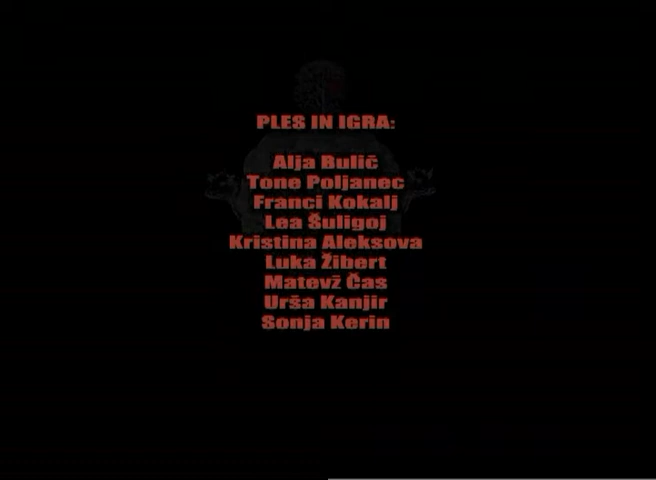 PLES IN IGRA:
Alja Bulič
Tone Poljanec
Franci Kokalj
Lea Šuligoj
Kristina Aleksova
Luka Žibert
Matevž Čas
Urša Kanjir
Sonja Kerin